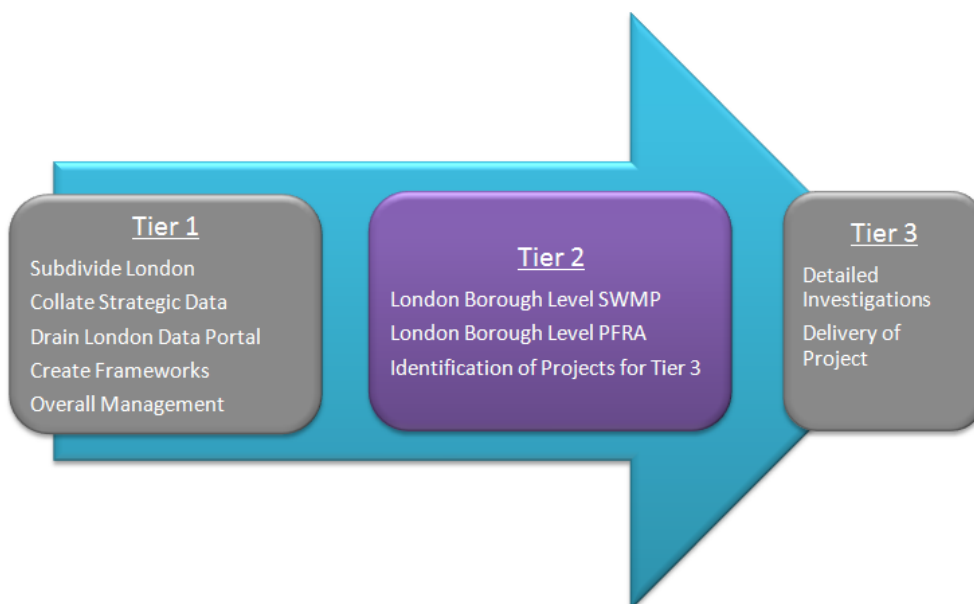 Tier 1
Subdivide London
Collate Strategic Data
Drain London Data Portal
Create Frameworks
Overall Management
Tier 2
London Borough Level SWMP
London Borough Level PFRA
Identification of Projects for Tier 3
Tier 3
Detailed
Investigations
Delivery of
Project